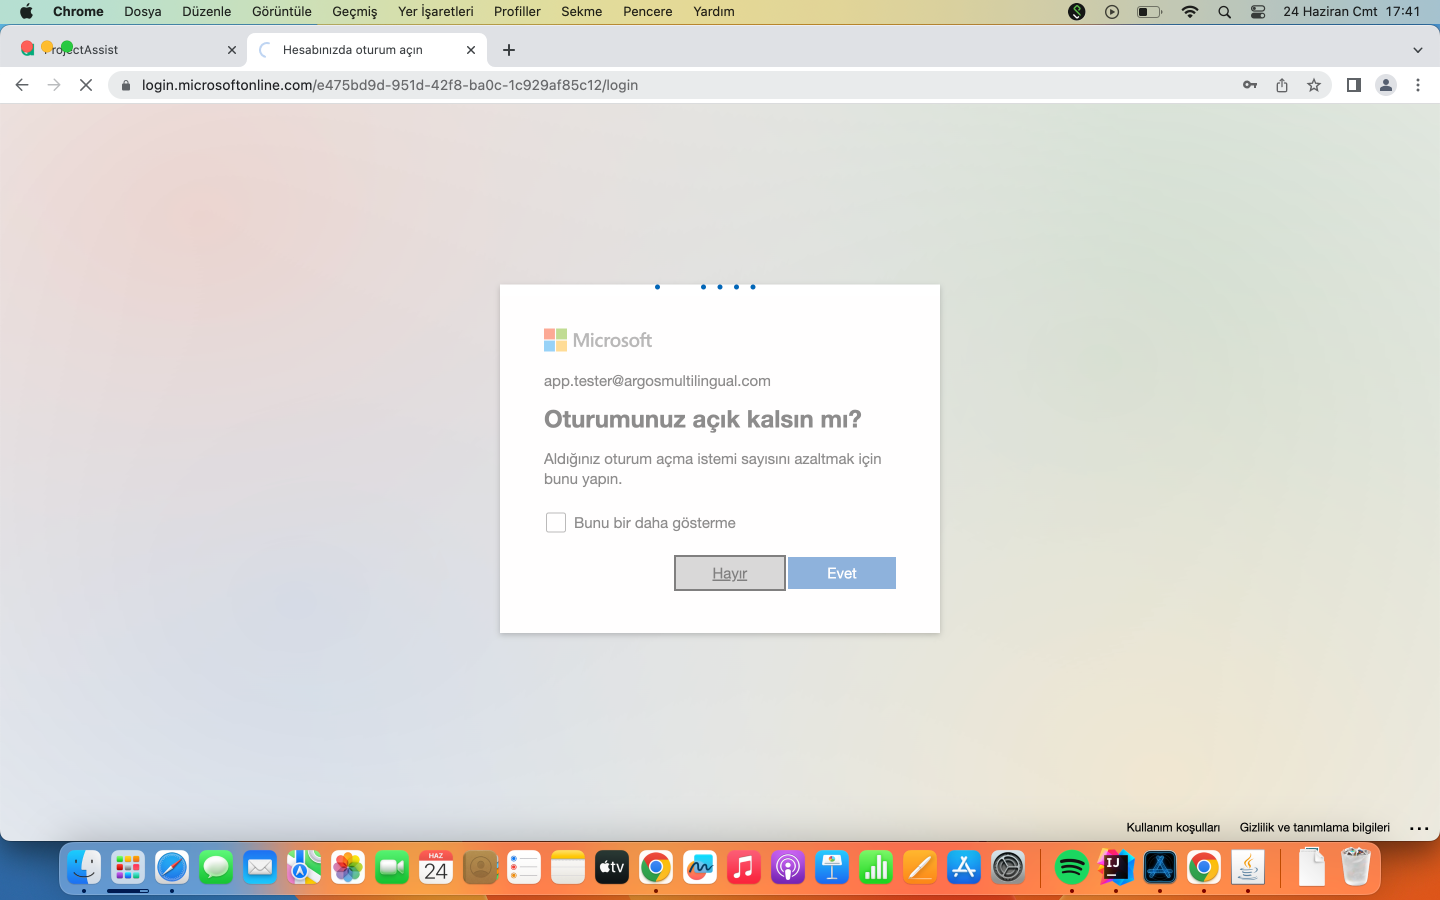 Chrome Dosya Düzenle Görüntüle Geçmiş Yer İşaretleri Profiller Sekme Pencere Yardım 24 Haziran Cmt 17:41
ProjectAssist Hesabınızda oturum açın
login.microsoftonline.com/e475bd9d-951d-42f8-ba0c-1c929af85c12/login
Microsoft
app.tester@argosmultilingual.com
Oturumunuz açık kalsın mı?
Aldığınız oturum açma istemi sayısını azaltmak için
bunu yapın.
Bunu bir daha gösterme
Hayır Evet
Kullanım koşulları Gizlilik ve tanımlama bilgileri
HAZ
24
tv
IJ